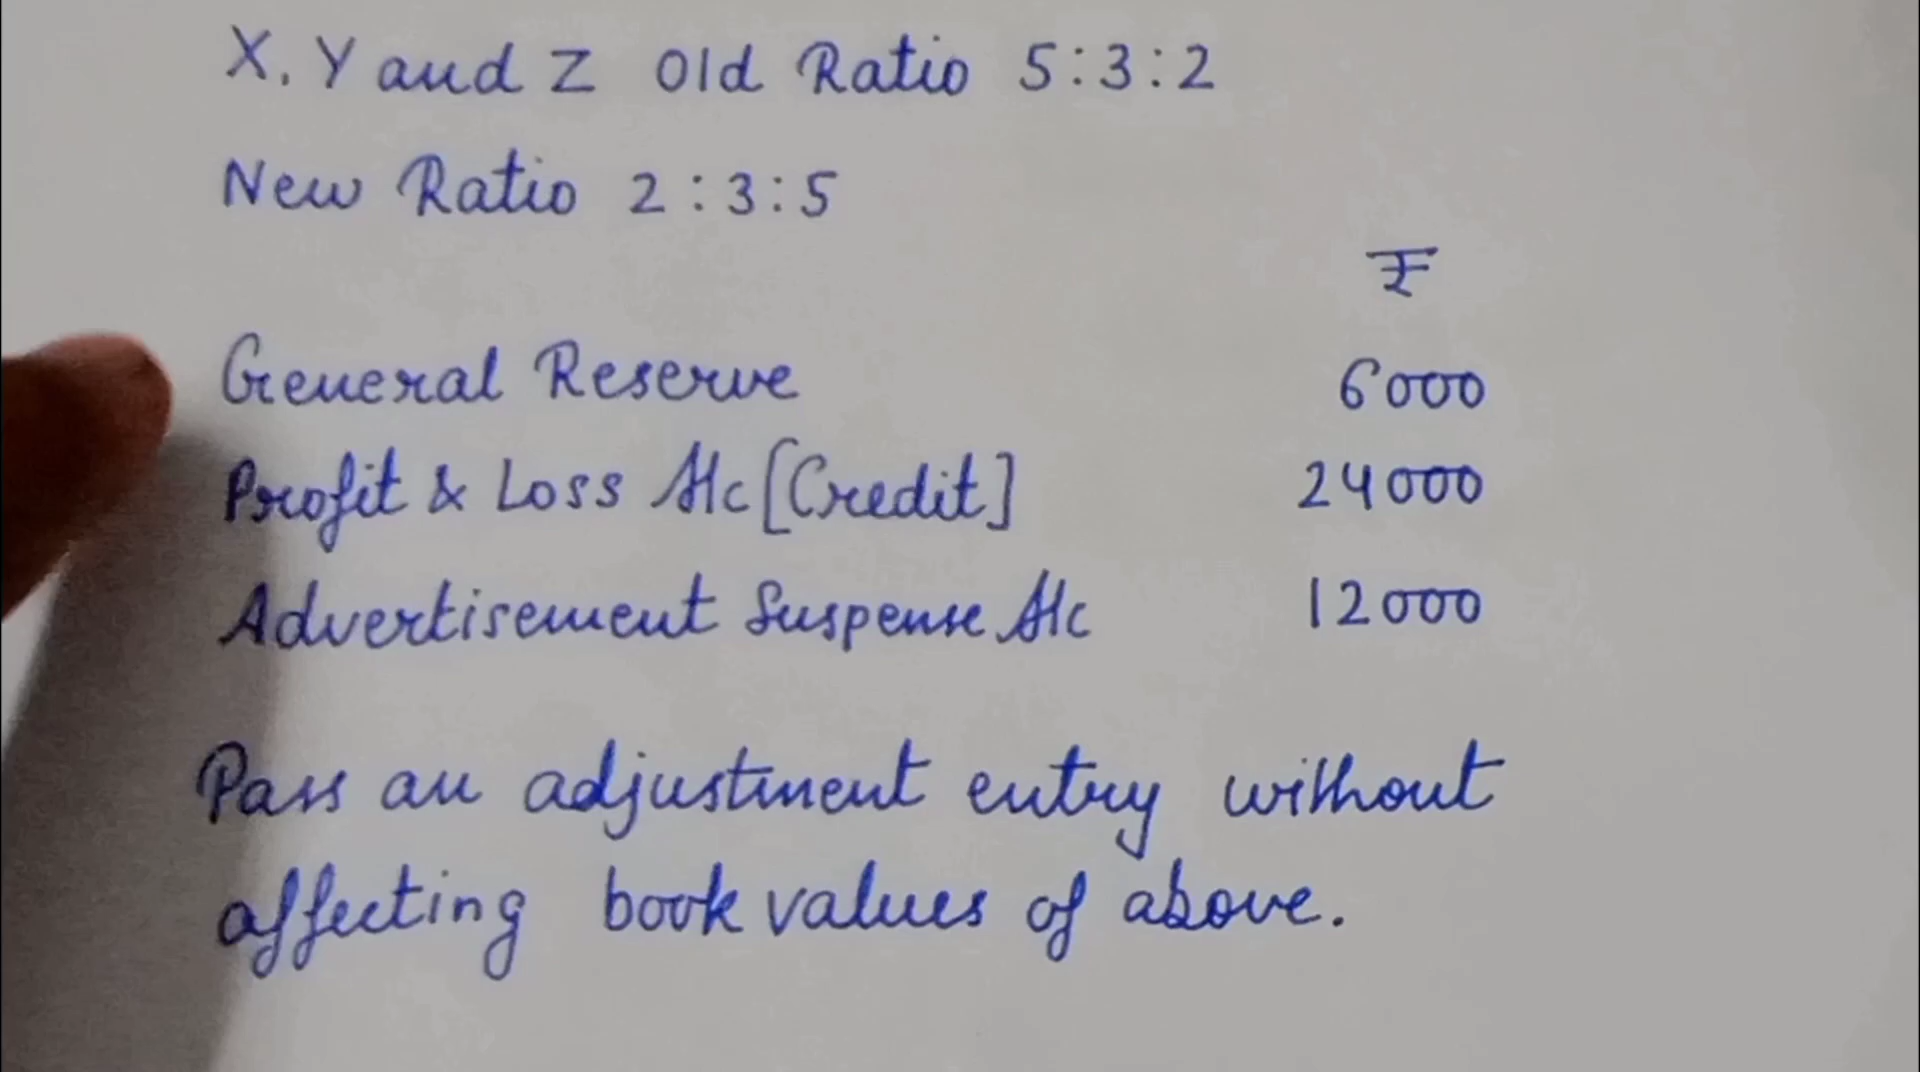 X, Y and Z Old Ratio 5:3:2
New Ratio 2:3:5
₹
General Reserve 6000
Profit & Loss A/c [Credit] 24000
Advertisement Suspense A/c 12000
Pass an adjustment entry without
affecting book values of above.